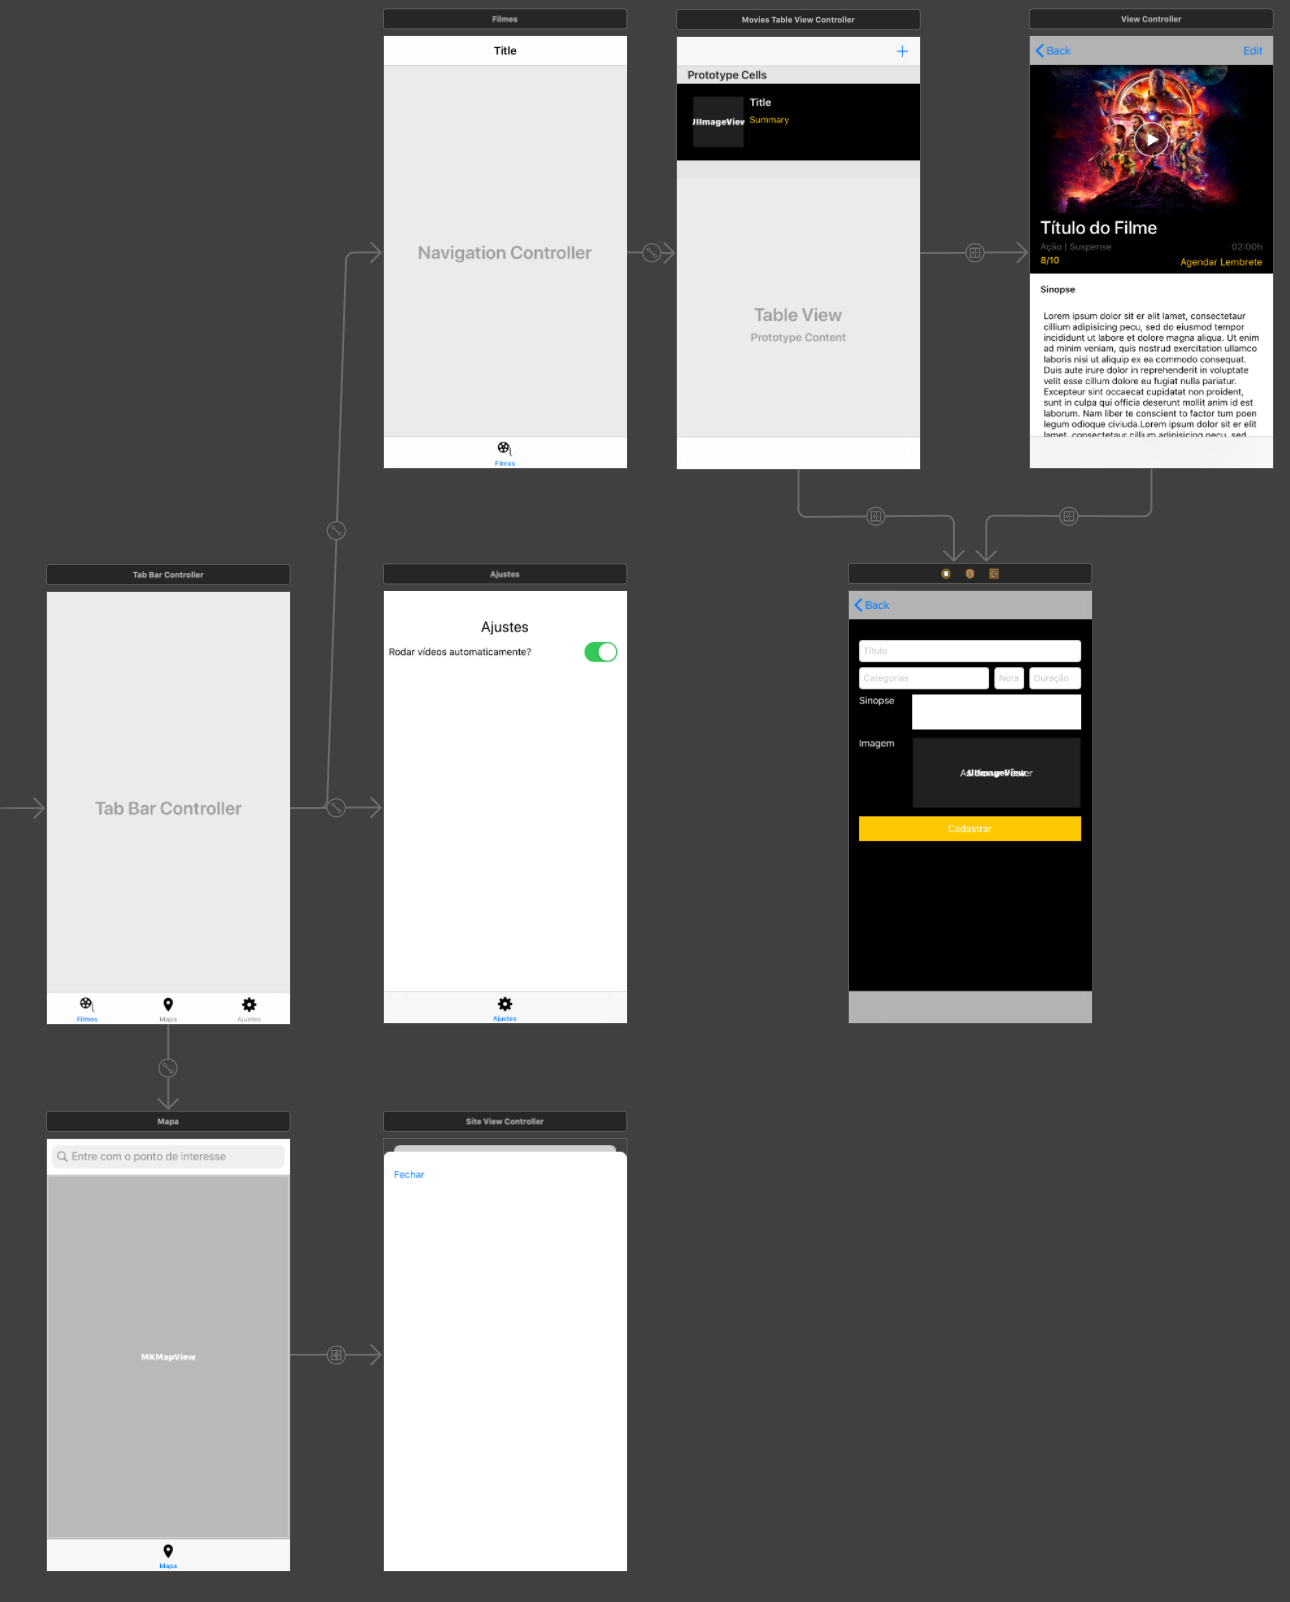 Filmes
Title
Navigation Controller
Filmes
Movies Table View Controller
Prototype Cells
UIImageView
Title
Summary
Table View
Prototype Content
View Controller
Back
Edit
Título do Filme
Ação | Suspense
02:00h
8/10
Agendar Lembrete
Sinopse
Lorem ipsum dolor sit er elit lamet, consectetaur
cillium adipisicing pecu, sed do eiusmod tempor
incididunt ut labore et dolore magna aliqua. Ut enim
ad minim veniam, quis nostrud exercitation ullamco
laboris nisi ut aliquip ex ea commodo consequat.
Duis aute irure dolor in reprehenderit in voluptate
velit esse cillum dolore eu fugiat nulla pariatur.
Excepteur sint occaecat cupidatat non proident,
sunt in culpa qui officia deserunt mollit anim id est
laborum. Nam liber te conscient to factor tum poen
legum odioque civiuda.Lorem ipsum dolor sit er elit
lamet, consectetaur cillium adipisicing pecu, sed
Tab Bar Controller
Tab Bar Controller
Filmes
Mapa
Ajustes
Ajustes
Ajustes
Rodar vídeos automaticamente?
Ajustes
Back
Título
Categorias
Nota
Duração
Sinopse
Imagem
UIImageView
Cadastrar
Mapa
Entre com o ponto de interesse
MKMapView
Mapa
Site View Controller
Fechar